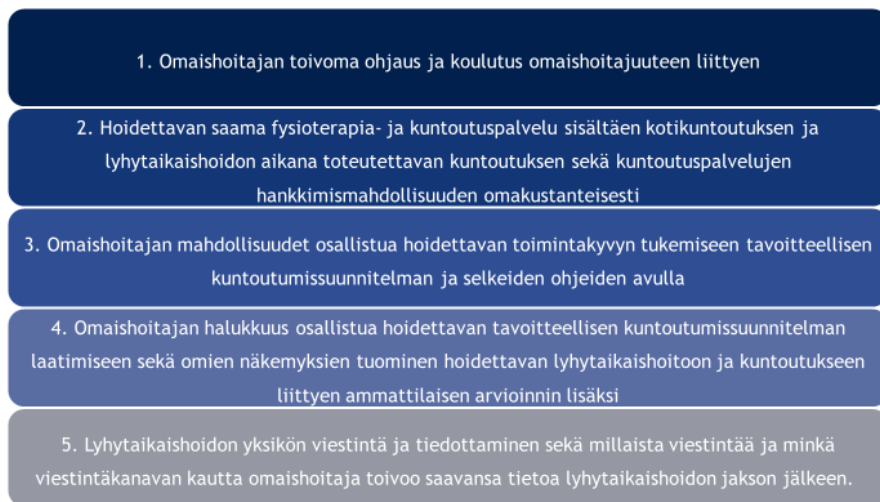 1. Omaishoitajan toivoma ohjaus ja koulutus omaishoitajuuteen liittyen
2. Hoidettavan saama fysioterapia- ja kuntoutuspalvelu sisältäen kotikuntoutuksen ja
lyhytaikaishoidon aikana toteutettavan kuntoutuksen sekä kuntoutuspalvelujen
hankkimismahdollisuuden omakustanteisesti
3. Omaishoitajan mahdollisuudet osallistua hoidettavan toimintakyvyn tukemiseen tavoitteellisen
kuntoutumissuunnitelman ja selkeiden ohjeiden avulla
4. Omaishoitajan halukkuus osallistua hoidettavan tavoitteellisen kuntoutumissuunnitelman
laatimiseen sekä omien näkemyksien tuominen hoidettavan lyhytaikaishoitoon ja kuntoutukseen
liittyen ammattilaisen arvioinnin lisäksi
5. Lyhytaikaishoidon yksikön viestintä ja tiedottaminen sekä millaista viestintää ja minkä
viestintäkanavan kautta omaishoitaja toivoo saavansa tietoa lyhytaikaishoidon jakson jälkeen.